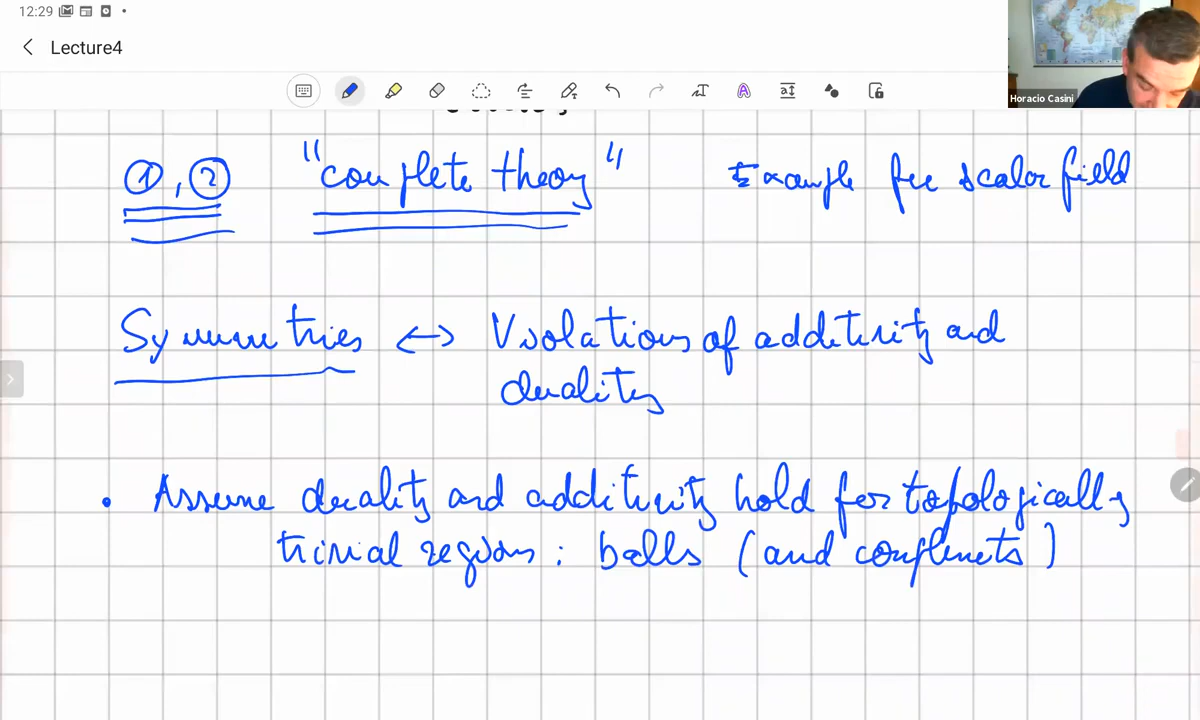 12:29
Lecture4
Horacio Casini
①, ② "complete theory" Example free scalar field
Symmetries ↔ Violations of additivity and
duality
• Assume duality and additivity hold for topologically
trivial regions : balls (and complements)